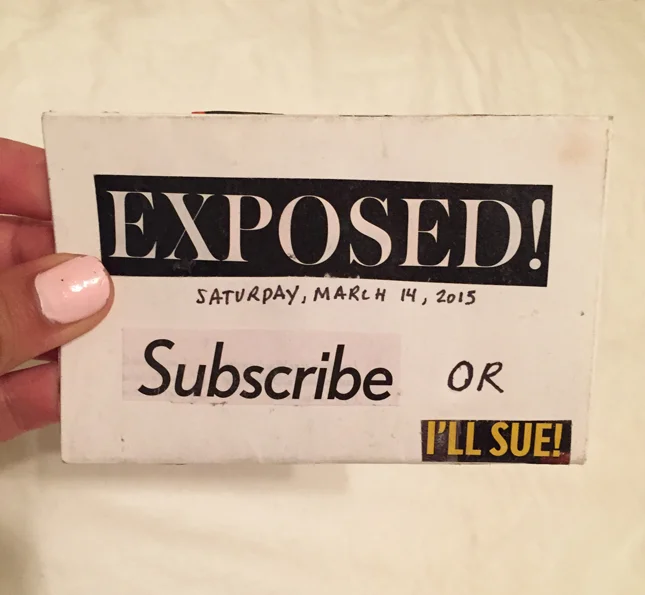 EXPOSED!
SATURDAY, MARCH 14, 2015
Subscribe OR
I'LL SUE!